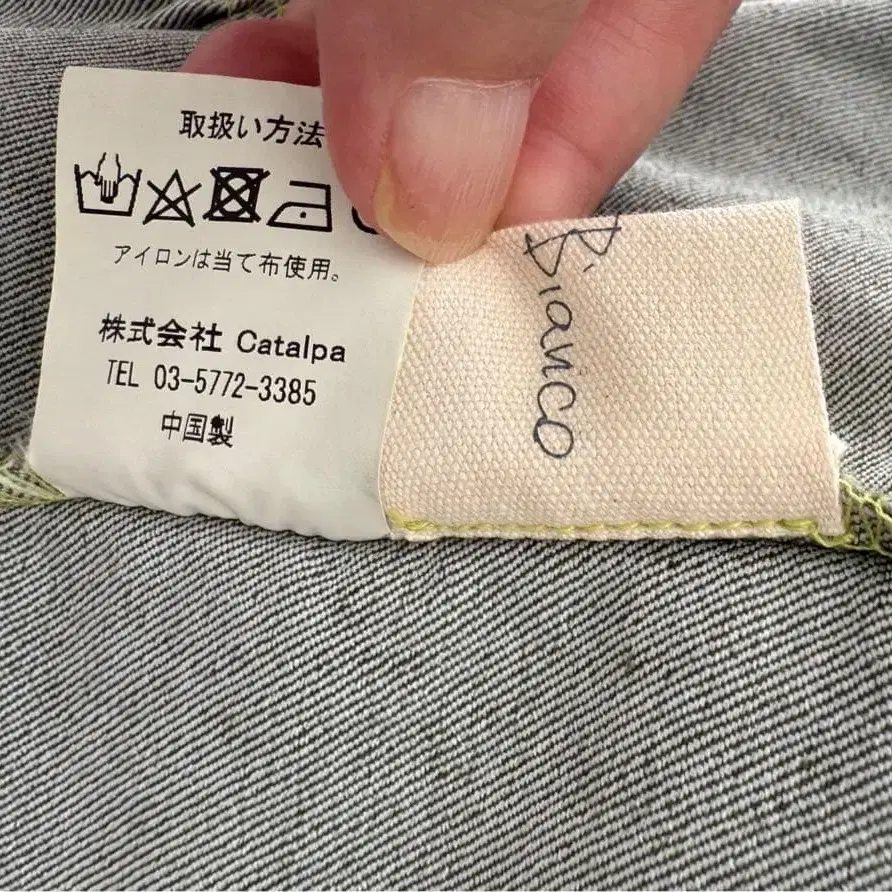 取扱い方法
アイロンは当て布使用。
株式会社 Catalpa
TEL 03-5772-3385
中国製
Bianco